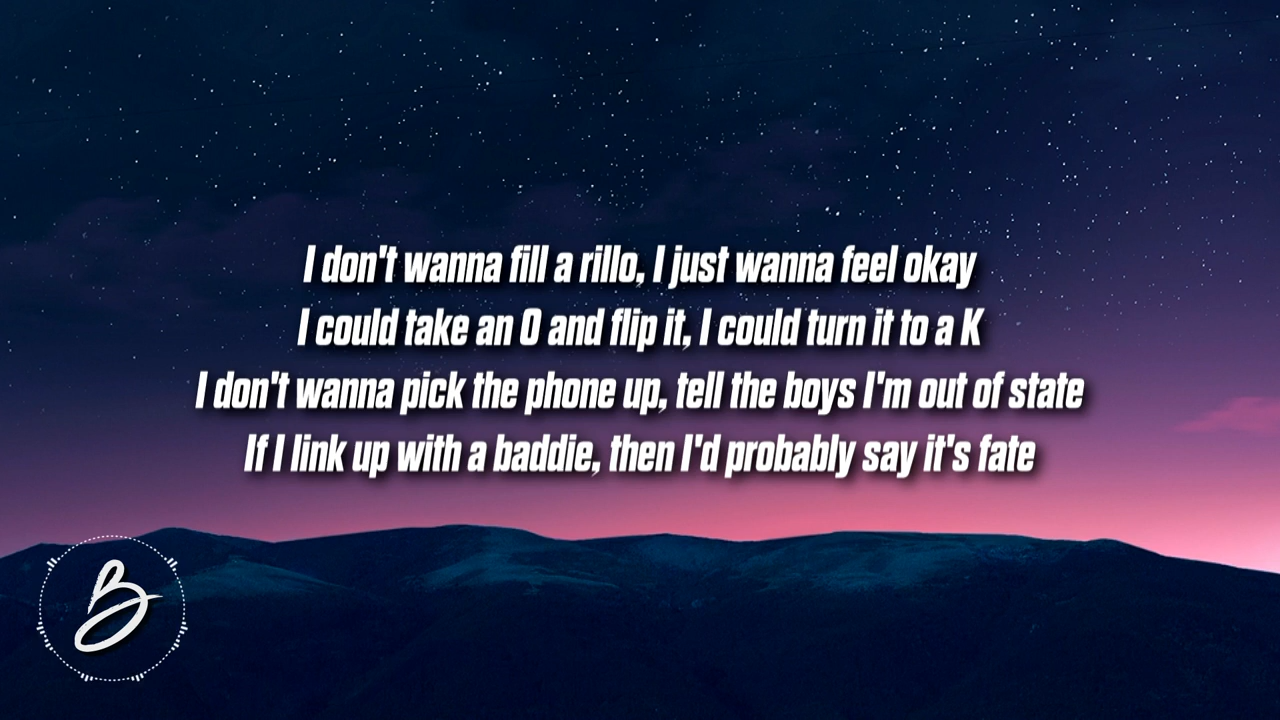 I don't wanna fill a rillo, I just wanna feel okay
I could take an O and flip it, I could turn it to a K
I don't wanna pick the phone up, tell the boys I'm out of state
If I link up with a baddie, then I'd probably say it's fate
B